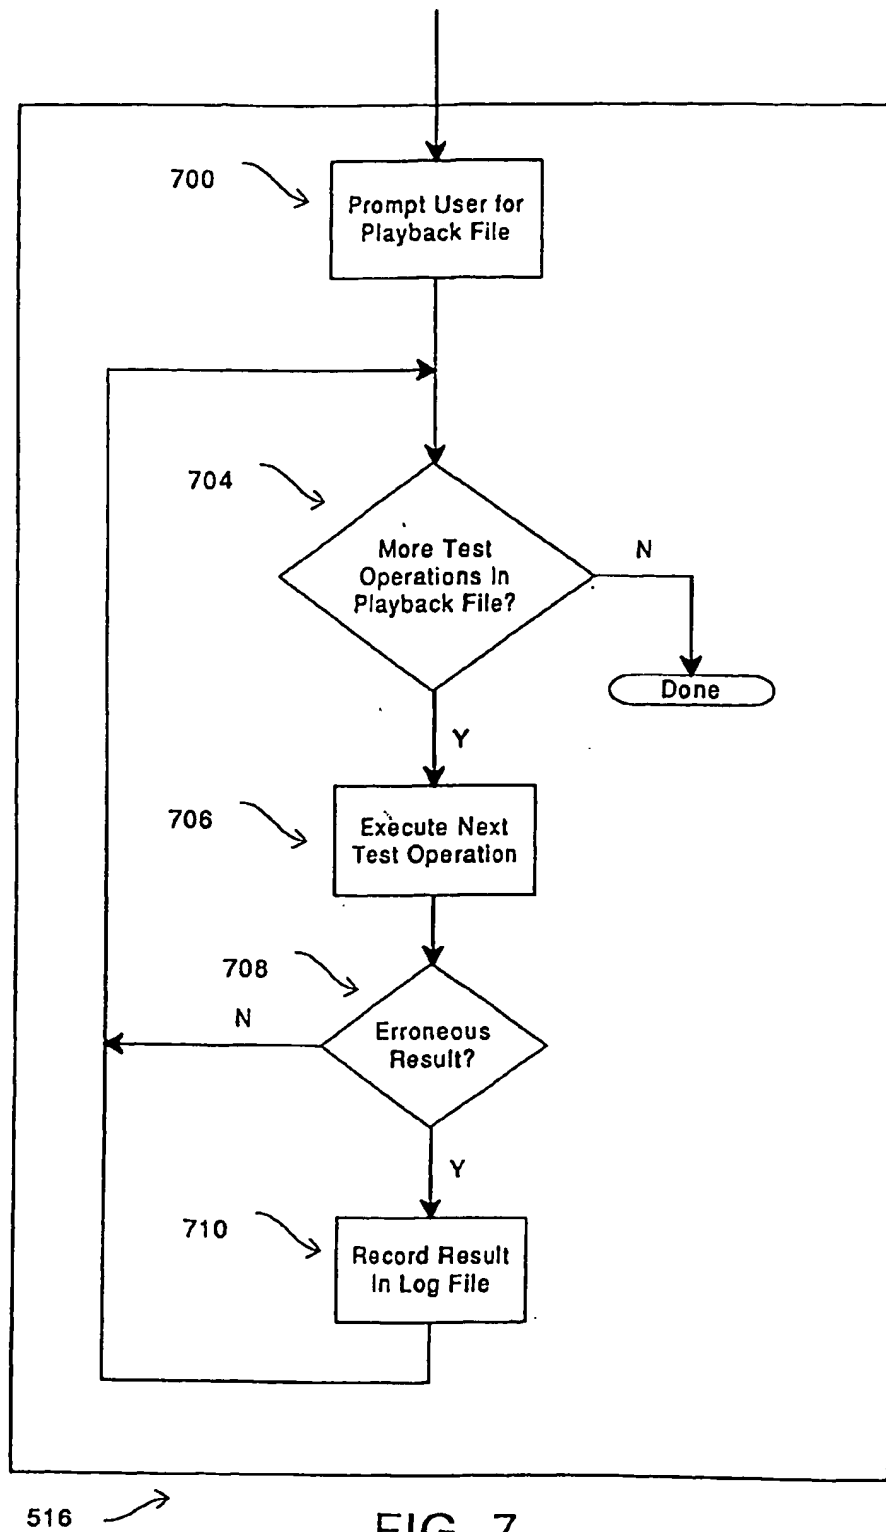 700
Prompt User for
Playback File
704
More Test
Operations In
Playback File?
N
Done
Y
706
Execute Next
Test Operation
708
N
Erroneous
Result?
Y
710
Record Result
In Log File
516
FIG. 7